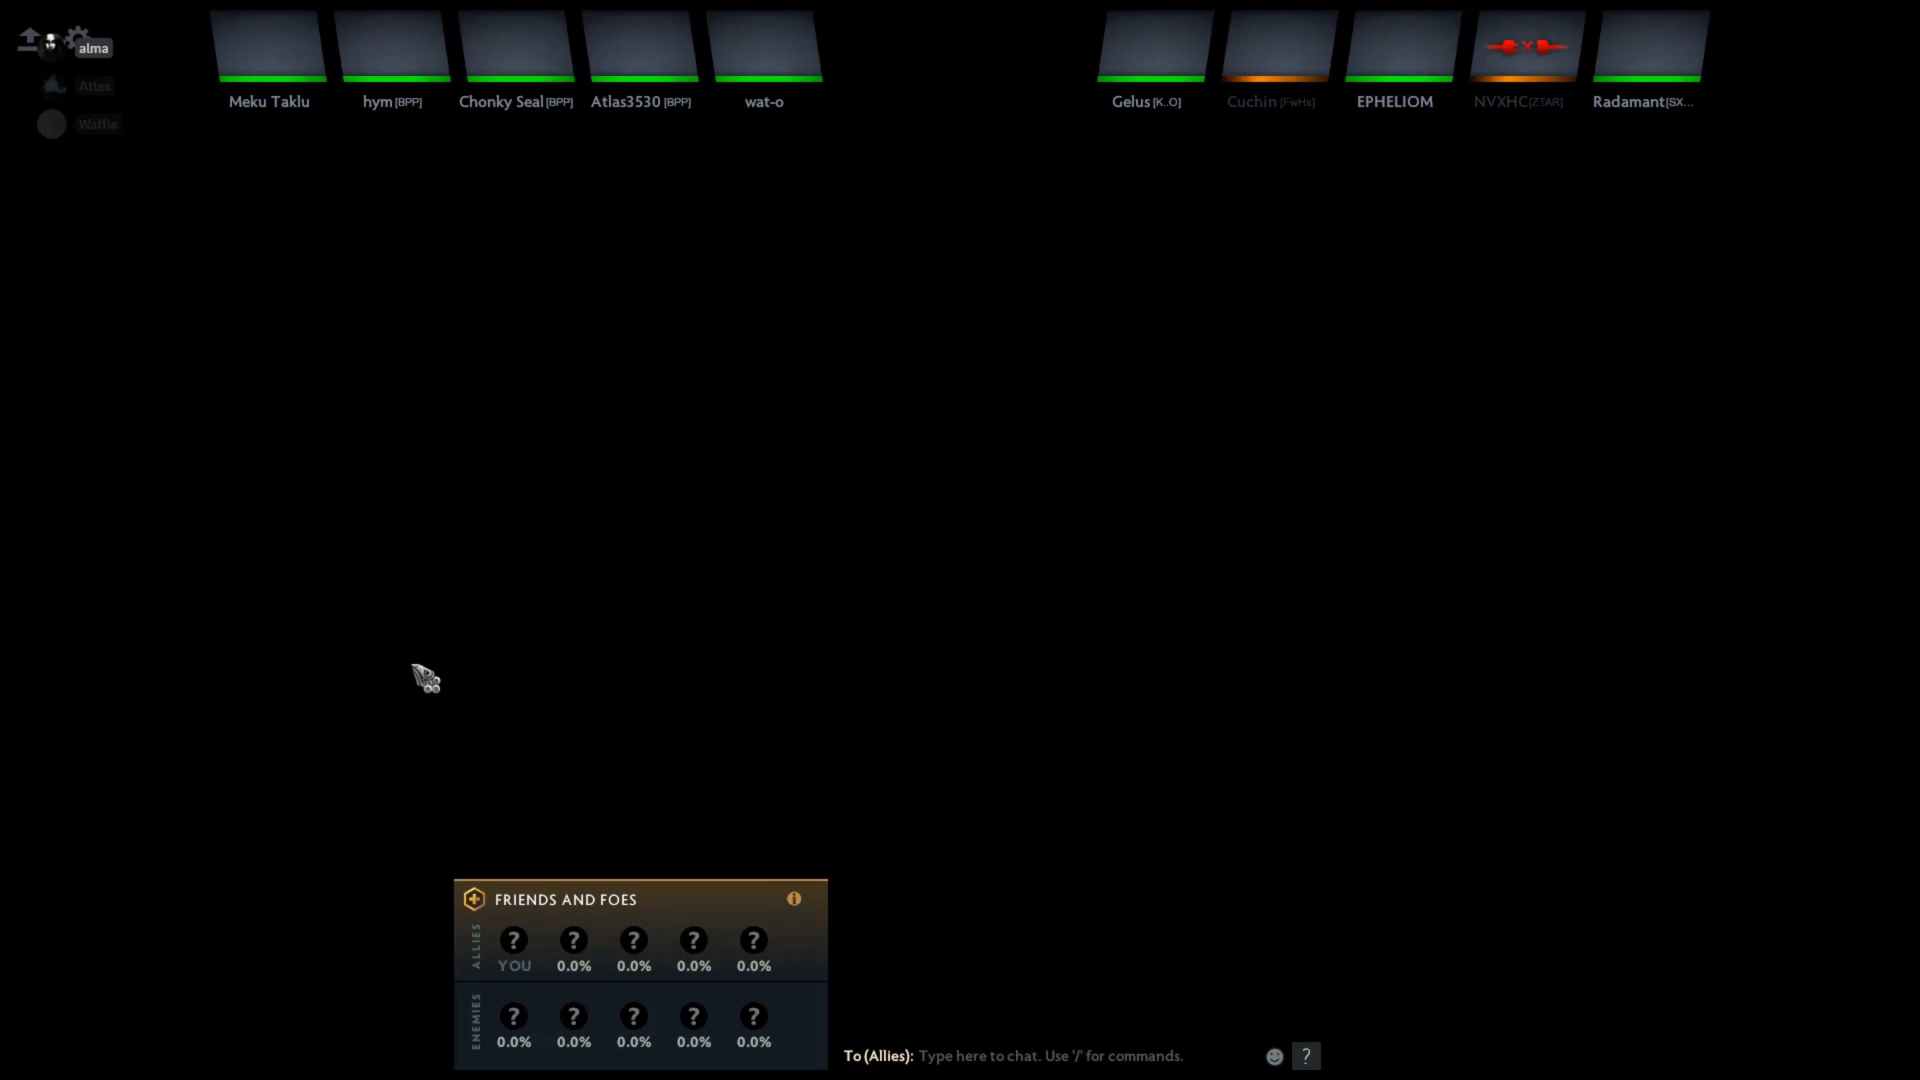 alma
Atlas
Waffle
Meku Taklu
hym [BPP]
Chonky Seal [BPP]
Atlas3530 [BPP]
wat-o
Gelus [K..O]
Cuchin [FwHs]
EPHELIOM
NVXHC [ZTAR]
Radamant [SX...
FRIENDS AND FOES
ALLIES
? ? ? ? ?
YOU 0.0% 0.0% 0.0% 0.0%
ENEMIES
? ? ? ? ?
0.0% 0.0% 0.0% 0.0% 0.0%
To (Allies): Type here to chat. Use '/' for commands.
?